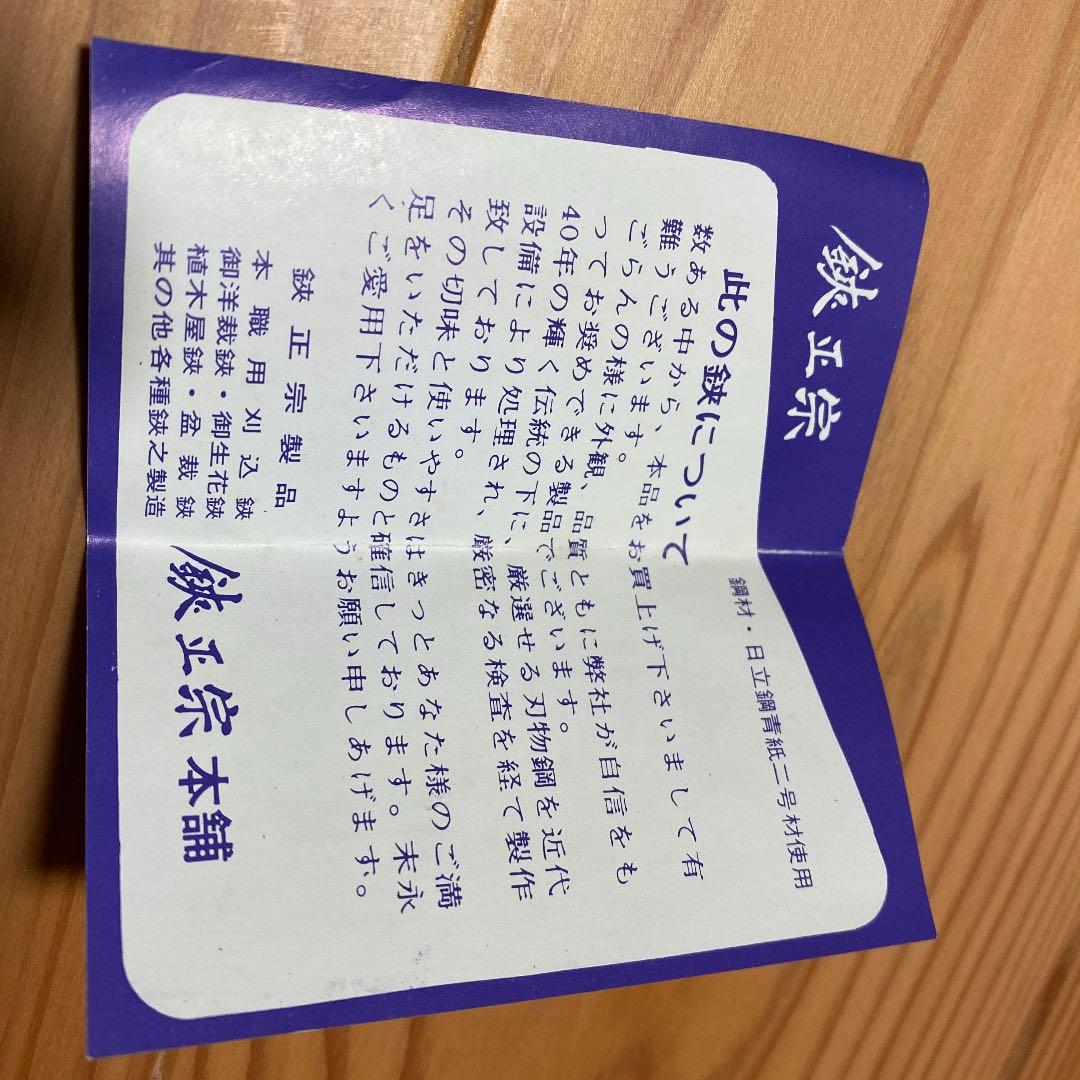 鋏正宗
鋼材・日立鋼青紙二号材使用
此の鋏について
数ある中から、本品をお買上げ下さいまして有
難うございます。
ごらんの様に外観、品質ともに弊社が自信をも
ってお奨めできる製品でございます。
40年の輝く伝統の下に、厳選せる刃物鋼を近代
設備により処理され、厳密なる検査を経て製作
致しております。
その切味と使いやすさはきっとあなた様のご満
足をいただけるものと確信しております。末永
くご愛用下さいますようお願い申しあげます。
鋏正宗製品
本職用刈込鋏
御洋裁鋏・御生花鋏
植木屋鋏・盆裁鋏
其の他各種鋏之製造
鋏正宗本舗